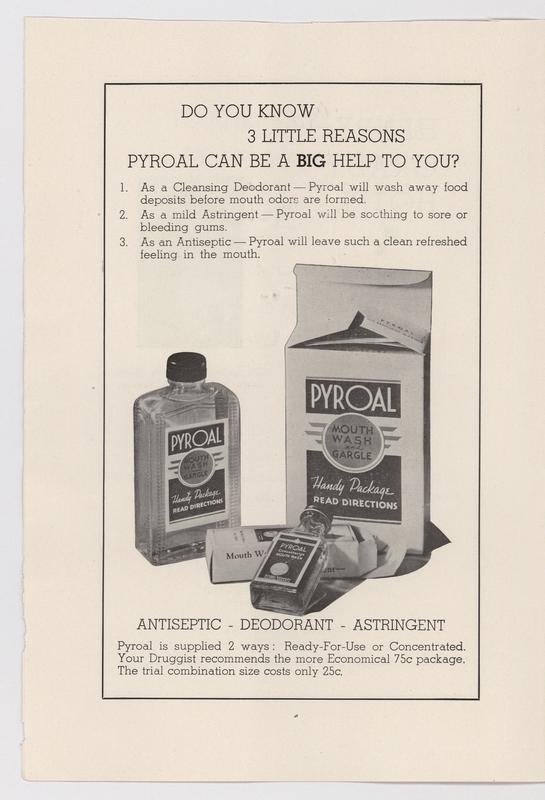 DO YOU KNOW
3 LITTLE REASONS
PYROAL CAN BE A BIG HELP TO YOU?
1. As a Cleansing Deodorant — Pyroal will wash away food
deposits before mouth odors are formed.
2. As a mild Astringent — Pyroal will be soothing to sore or
bleeding gums.
3. As an Antiseptic — Pyroal will leave such a clean refreshed
feeling in the mouth.
PYROAL
PYROAL
MOUTH
WASH
and
GARGLE
Handy Package
READ DIRECTIONS
PYROAL
MOUTH
WASH
and
GARGLE
Handy Package
READ DIRECTIONS
Mouth W
PYROAL
MOUTH WASH
ANTISEPTIC - DEODORANT - ASTRINGENT
Pyroal is supplied 2 ways: Ready-For-Use or Concentrated.
Your Druggist recommends the more Economical 75c package.
The trial combination size costs only 25c.